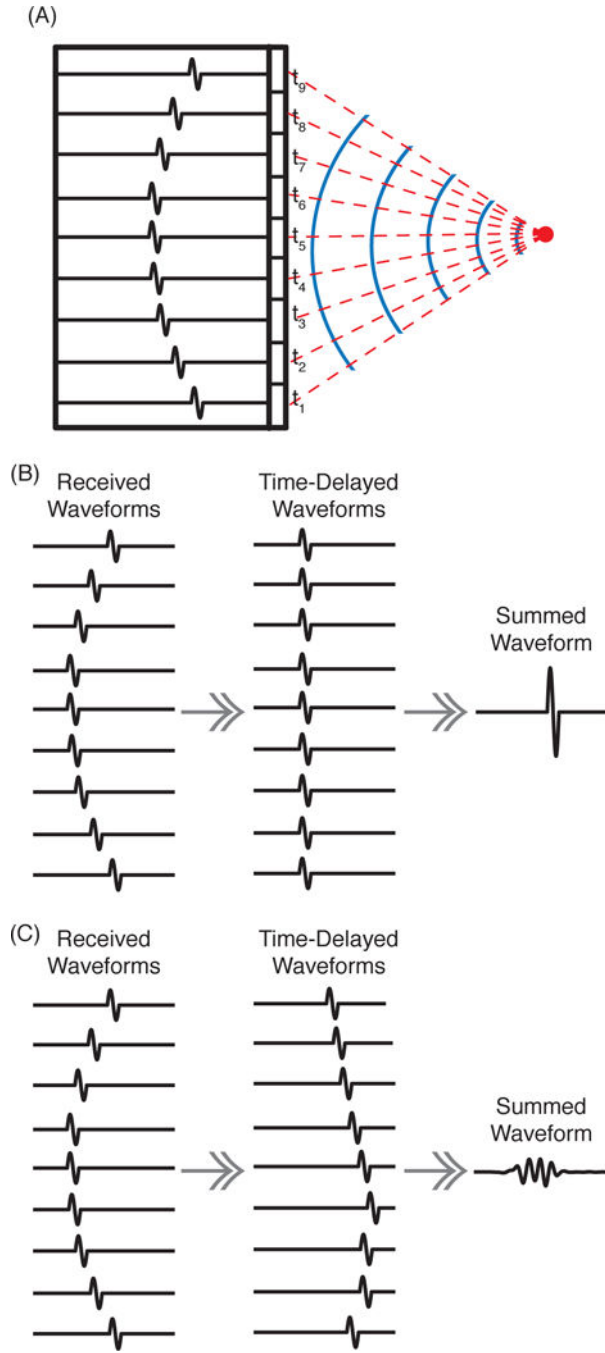 (A)
t9
t8
t7
t6
t5
t4
t3
t2
t1
(B)
Received
Waveforms
Time-Delayed
Waveforms
Summed
Waveform
(C)
Received
Waveforms
Time-Delayed
Waveforms
Summed
Waveform